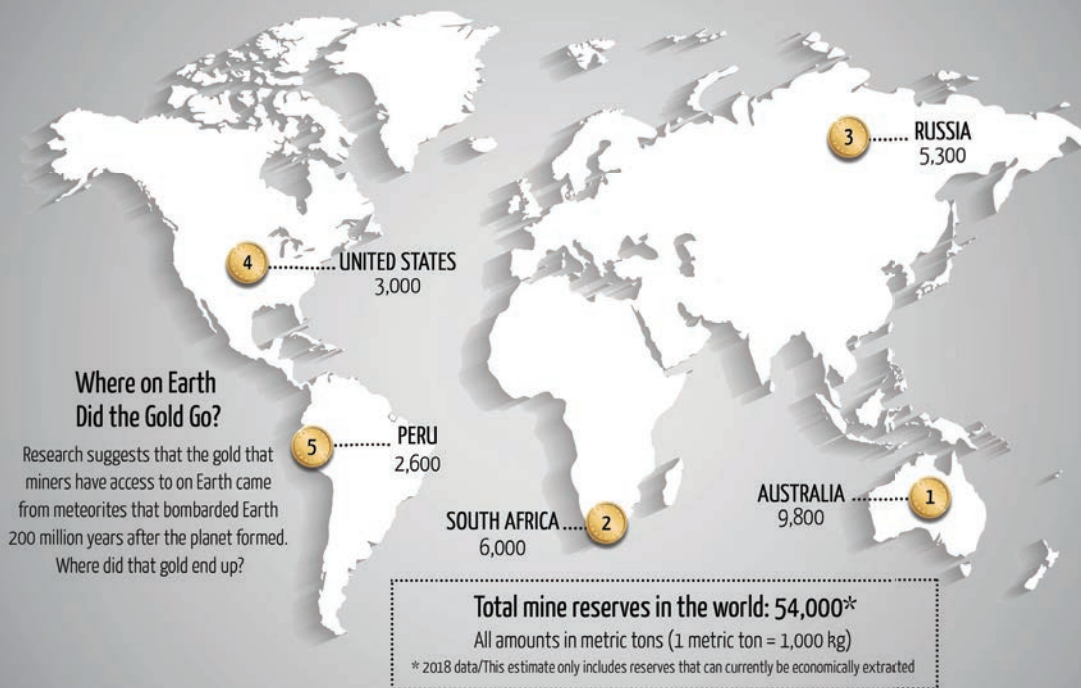 3
RUSSIA
5,300
4
UNITED STATES
3,000
Where on Earth
Did the Gold Go?
Research suggests that the gold that
miners have access to on Earth came
from meteorites that bombarded Earth
200 million years after the planet formed.
Where did that gold end up?
5
PERU
2,600
SOUTH AFRICA
2
6,000
AUSTRALIA
1
9,800
Total mine reserves in the world: 54,000*
All amounts in metric tons (1 metric ton = 1,000 kg)
* 2018 data/This estimate only includes reserves that can currently be economically extracted